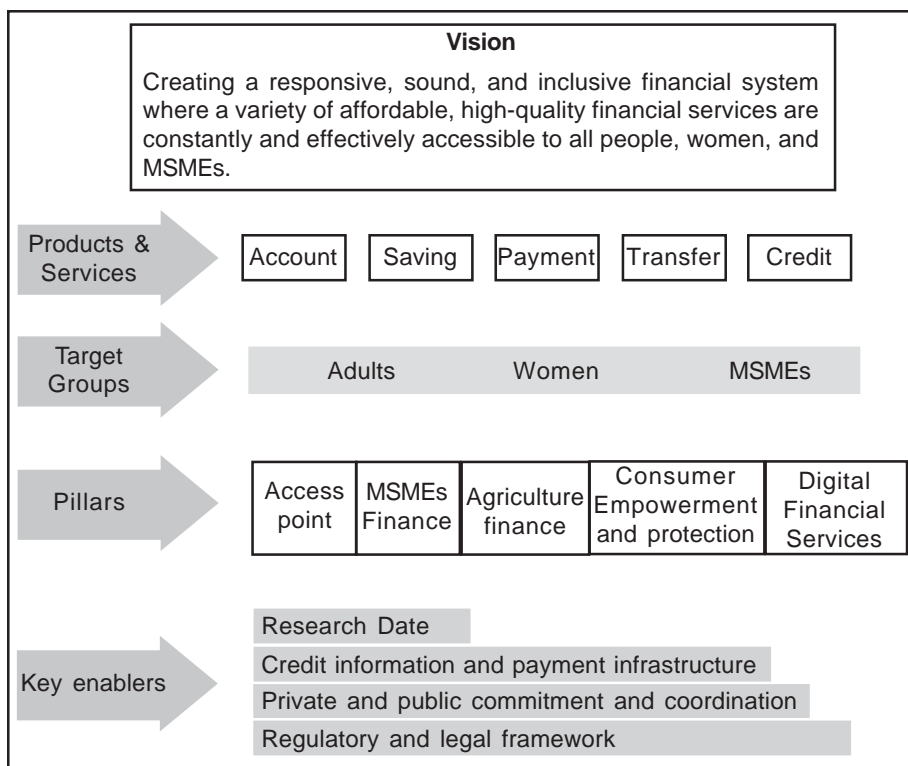 Vision
Creating a responsive, sound, and inclusive financial system
where a variety of affordable, high-quality financial services are
constantly and effectively accessible to all people, women, and
MSMEs.
Products &
Services
Account
Saving
Payment
Transfer
Credit
Target
Groups
Adults
Women
MSMEs
Pillars
Access
point
MSMEs
Finance
Agriculture
finance
Consumer
Empowerment
and protection
Digital
Financial
Services
Key enablers
Research Date
Credit information and payment infrastructure
Private and public commitment and coordination
Regulatory and legal framework